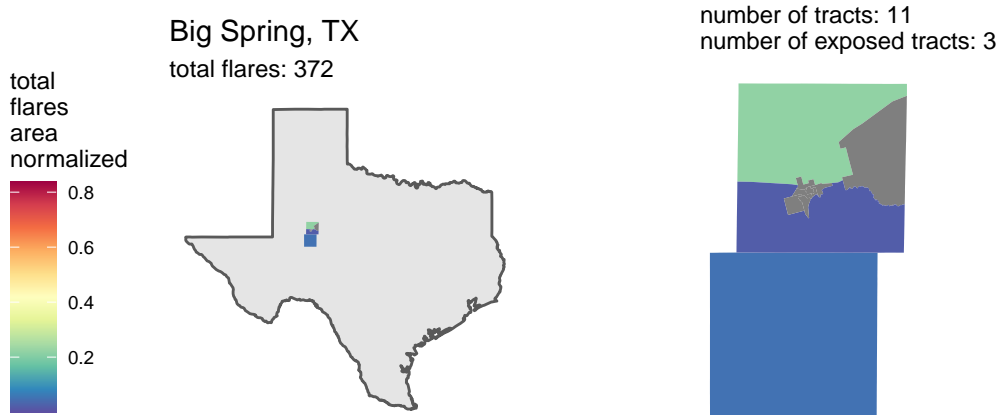 Big Spring, TX
total flares: 372
number of tracts: 11
number of exposed tracts: 3
total
flares
area
normalized
0.8
0.6
0.4
0.2